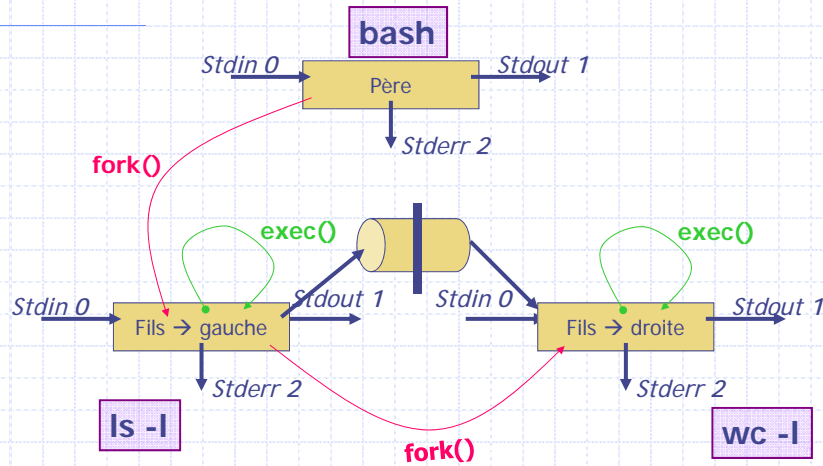 bash
Stdin 0
Stdout 1
Père
Stderr 2
fork()
exec()
exec()
Stdin 0
Stdout 1
Stdin 0
Stdout 1
Fils → gauche
Fils → droite
Stderr 2
Stderr 2
ls -l
wc -l
fork()